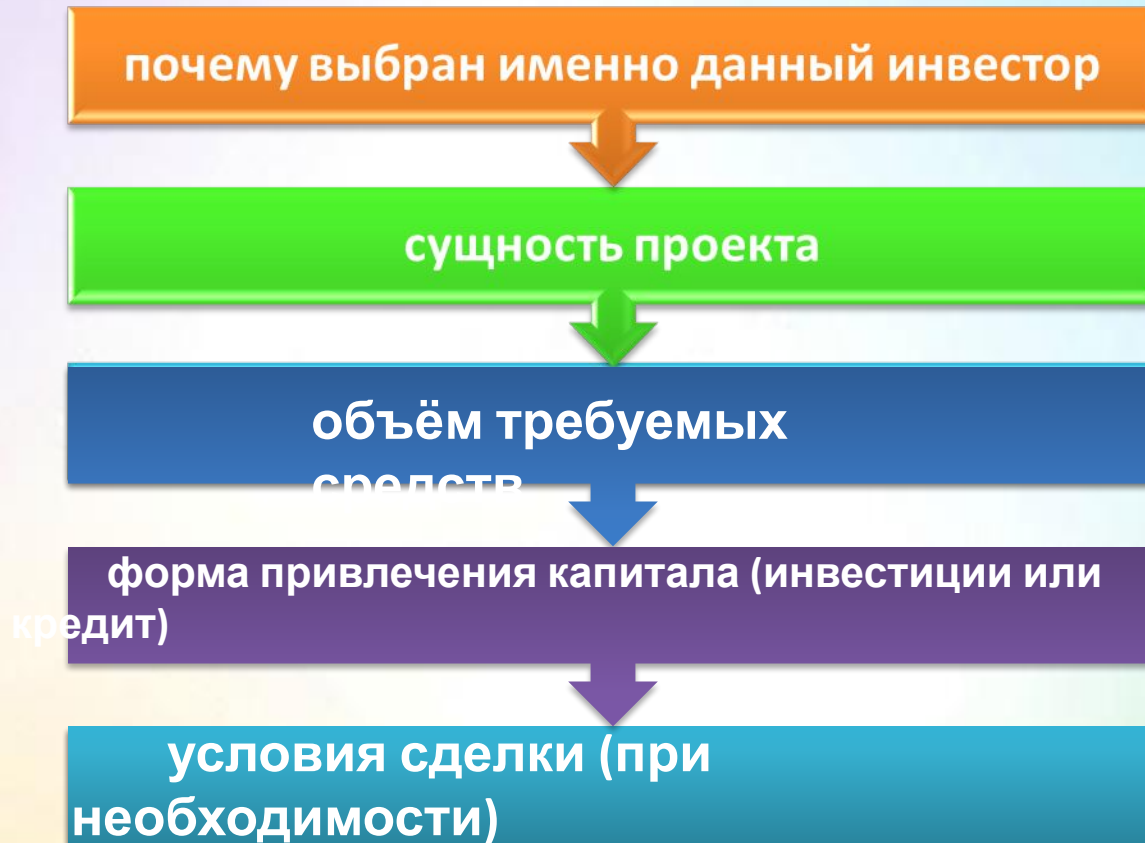 почему выбран именно данный инвестор
сущность проекта
объём требуемых
средств
форма привлечения капитала (инвестиции или
кредит)
условия сделки (при
необходимости)